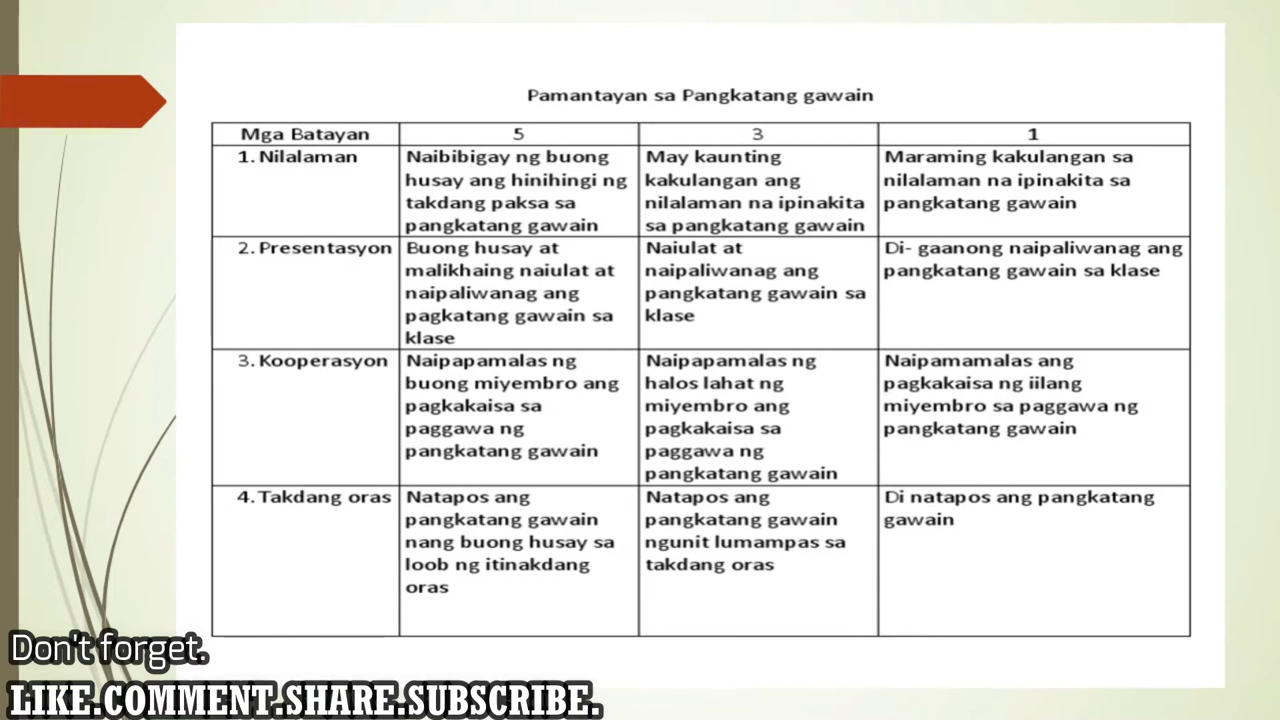 Pamantayan sa Pangkatang gawain
Mga Batayan
5
3
1
1. Nilalaman
Naibibigay ng buong
husay ang hinihingi ng
takdang paksa sa
pangkatang gawain
May kaunting
kakulangan ang
nilalaman na ipinakita
sa pangkatang gawain
Maraming kakulangan sa
nilalaman na ipinakita sa
pangkatang gawain
2. Presentasyon
Buong husay at
malikhaing naiulat at
naipaliwanag ang
pagkatang gawain sa
klase
Naiulat at
naipaliwanag ang
pangkatang gawain sa
klase
Di- gaanong naipaliwanag ang
pangkatang gawain sa klase
3. Kooperasyon
Naipapamalas ng
buong miyembro ang
pagkakaisa sa
paggawa ng
pangkatang gawain
Naipapamalas ng
halos lahat ng
miyembro ang
pagkakaisa sa
paggawa ng
pangkatang gawain
Naipamamalas ang
pagkakaisa ng iilang
miyembro sa paggawa ng
pangkatang gawain
4. Takdang oras
Natapos ang
pangkatang gawain
nang buong husay sa
loob ng itinakdang
oras
Natapos ang
pangkatang gawain
ngunit lumampas sa
takdang oras
Di natapos ang pangkatang
gawain
Don't forget.
LIKE.COMMENT.SHARE.SUBSCRIBE.